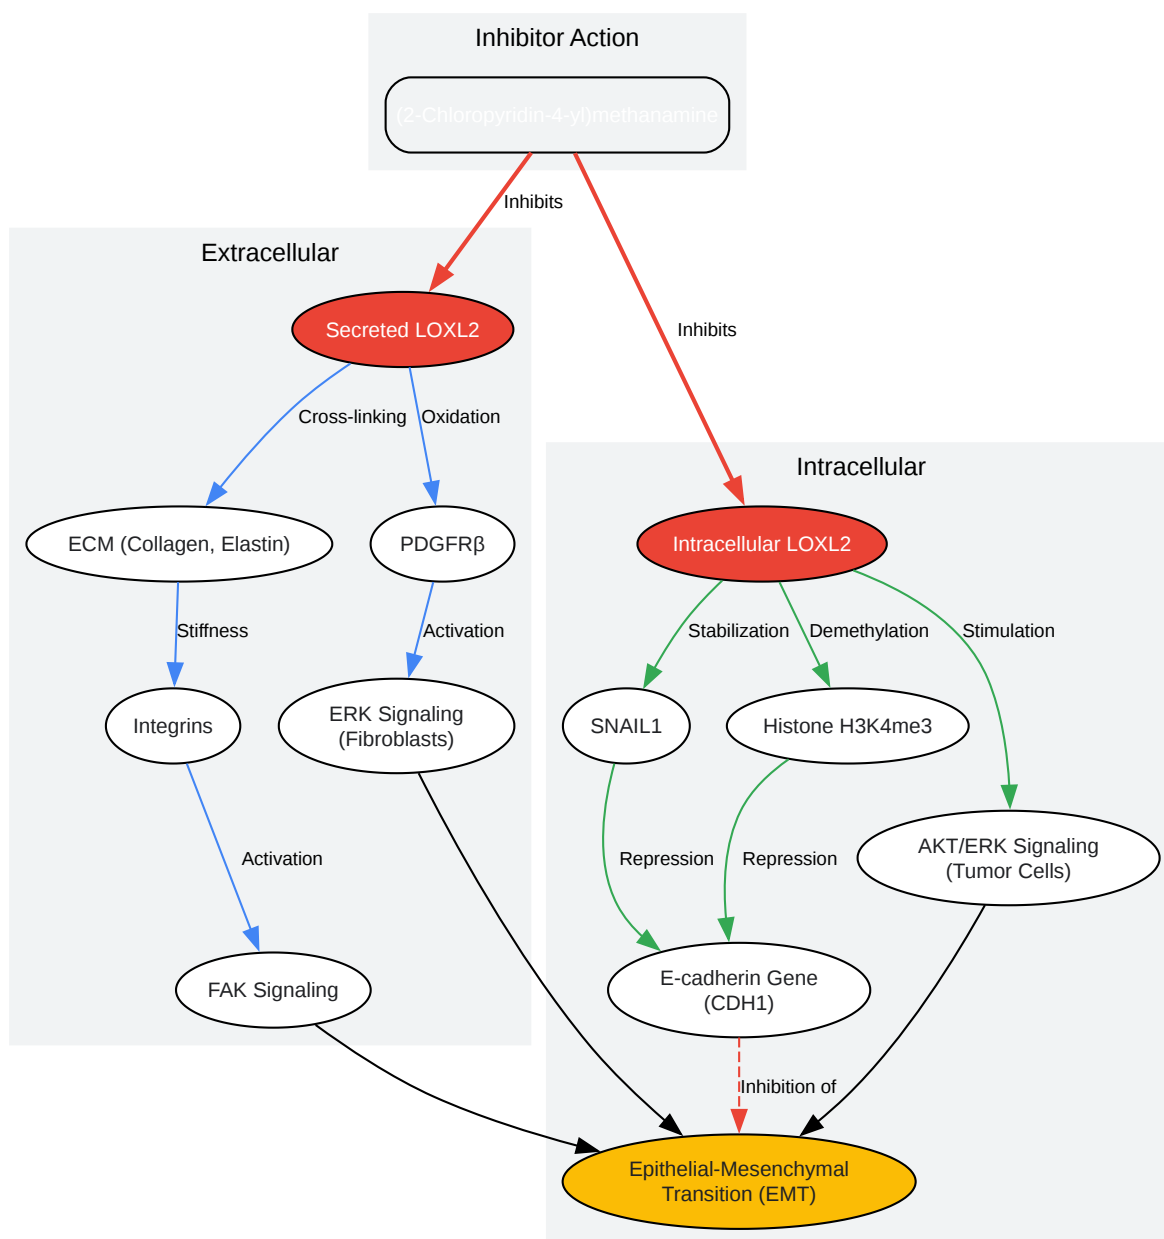 Inhibitor Action
(2-Chloropyridin-4-yl)methanamine
Inhibits
Inhibits
Extracellular
Secreted LOXL2
Cross-linking
Oxidation
ECM (Collagen, Elastin)
PDGFRβ
Stiffness
Activation
Integrins
ERK Signaling
(Fibroblasts)
Activation
FAK Signaling
Intracellular
Intracellular LOXL2
Stabilization
Demethylation
Stimulation
SNAIL1
Histone H3K4me3
Repression
Repression
AKT/ERK Signaling
(Tumor Cells)
E-cadherin Gene
(CDH1)
Inhibition of
Epithelial-Mesenchymal
Transition (EMT)